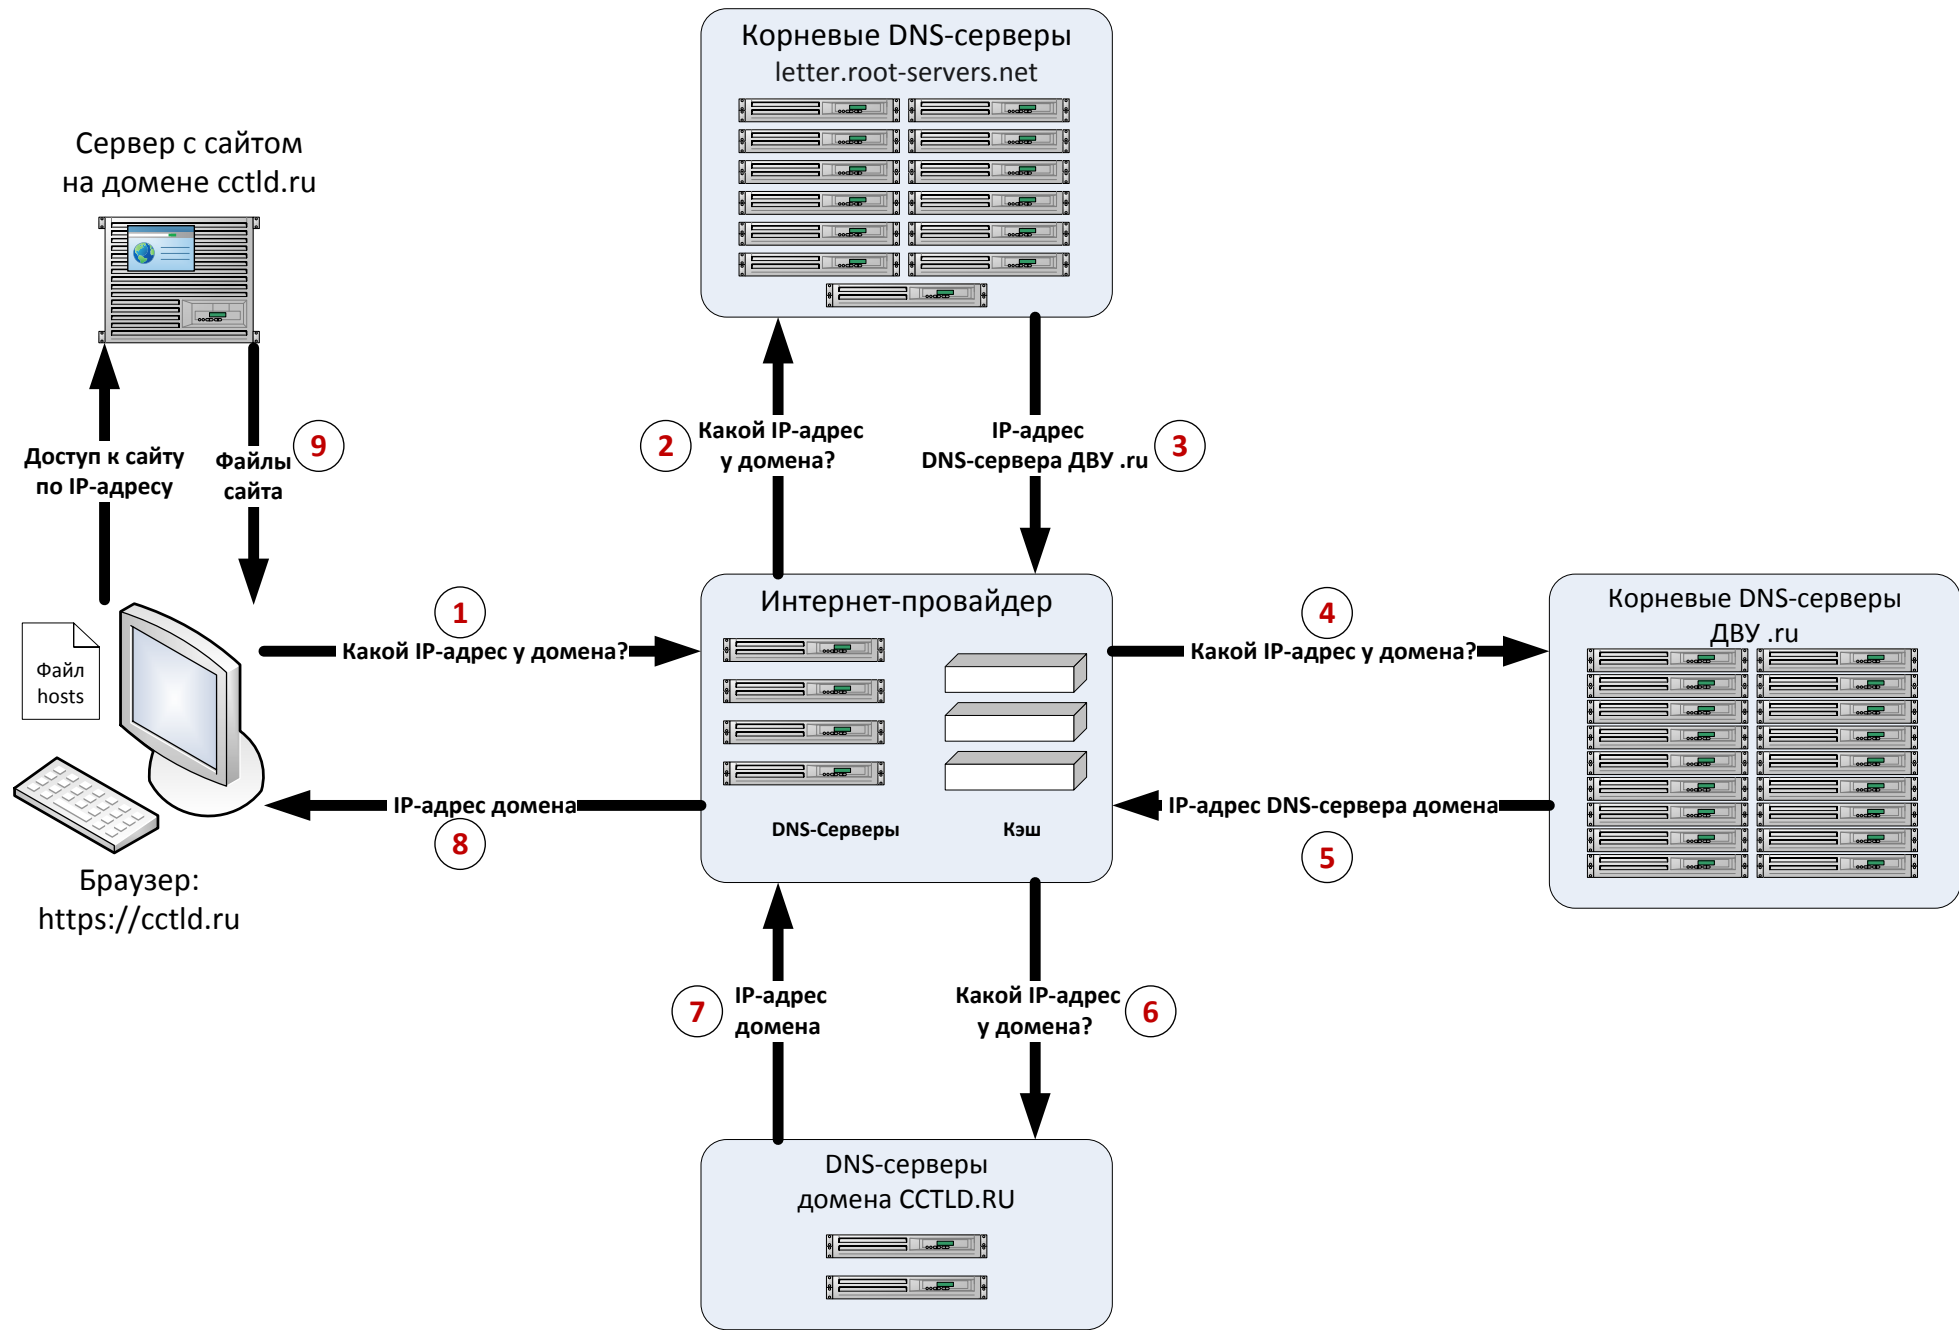 Корневые DNS-серверы
letter.root-servers.net
Сервер с сайтом
на домене cctld.ru
Доступ к сайту
по IP-адресу
Файлы
сайта
9
2
Какой IP-адрес
у домена?
IP-адрес
DNS-сервера ДВУ .ru
3
Файл
hosts
Браузер:
https://cctld.ru
1
Какой IP-адрес у домена?
IP-адрес домена
8
Интернет-провайдер
DNS-Серверы
Кэш
4
Какой IP-адрес у домена?
IP-адрес DNS-сервера домена
5
Корневые DNS-серверы
ДВУ .ru
7
IP-адрес
домена
Какой IP-адрес
у домена?
6
DNS-серверы
домена CCTLD.RU